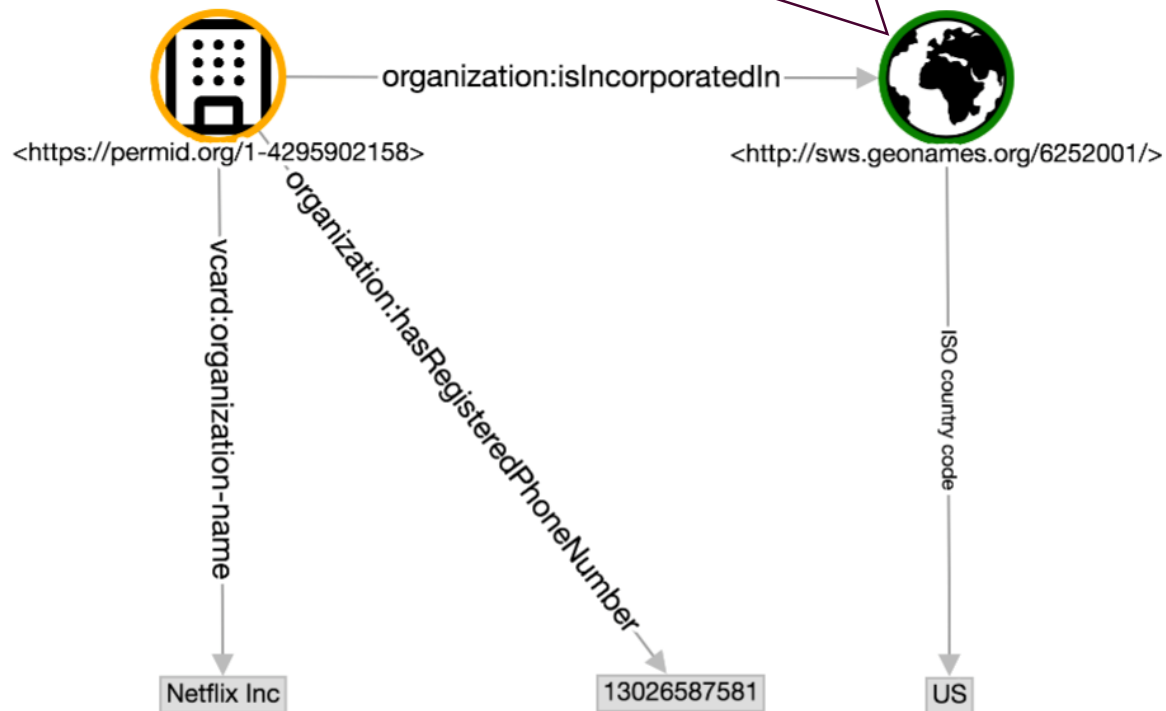 organization:isIncorporatedIn
<https://permid.org/1-4295902158>
<http://sws.geonames.org/6252001/>
vcard:organization-name
organization:hasRegisteredPhoneNumber
ISO country code
Netflix Inc
13026587581
US